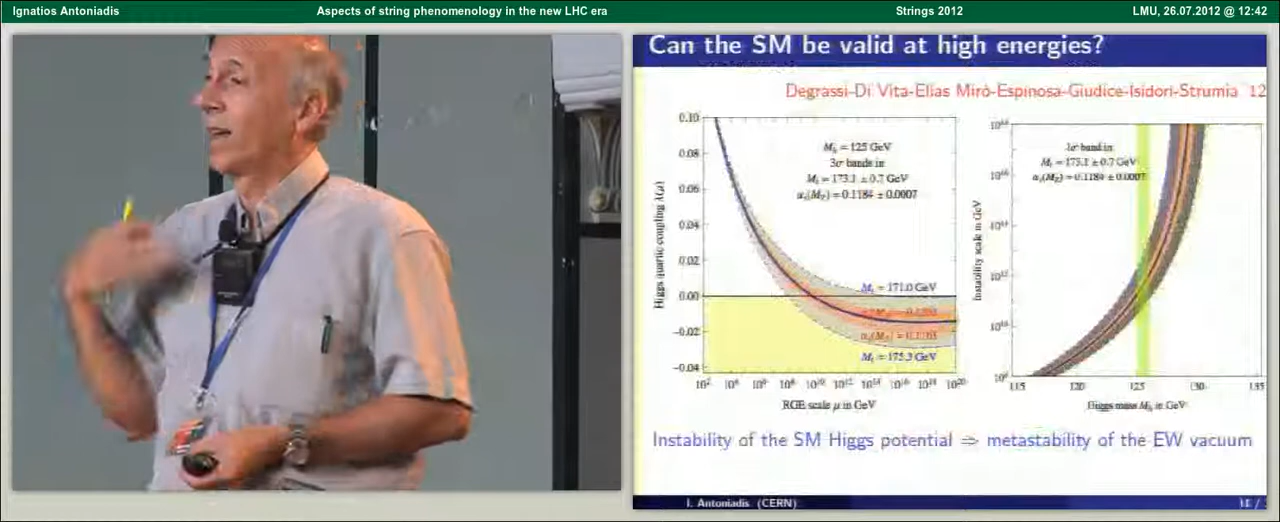 Ignatios Antoniadis
Aspects of string phenomenology in the new LHC era
Strings 2012
LMU, 26.07.2012 @ 12:42
Can the SM be valid at high energies?
Degrassi-Di Vita-Elias Miró-Espinosa-Giudice-Isidori-Strumia '12
0.10
0.08
0.06
0.04
0.02
0.00
−0.02
−0.04
Higgs quartic coupling λ(μ)
M_h = 125 GeV
3σ bands in
M_t = 173.1 ± 0.7 GeV
α_s(M_Z) = 0.1184 ± 0.0007
M_t = 171.0 GeV
M_t = 175.3 GeV
RGE scale μ in GeV
Instability scale in GeV
M_t = 173.1 ± 0.7 GeV
α_s(M_Z) = 0.1184 ± 0.0007
115 120 125 130 135
Higgs mass M_h in GeV
Instability of the SM Higgs potential ⇒ metastability of the EW vacuum
I. Antoniadis (CERN)